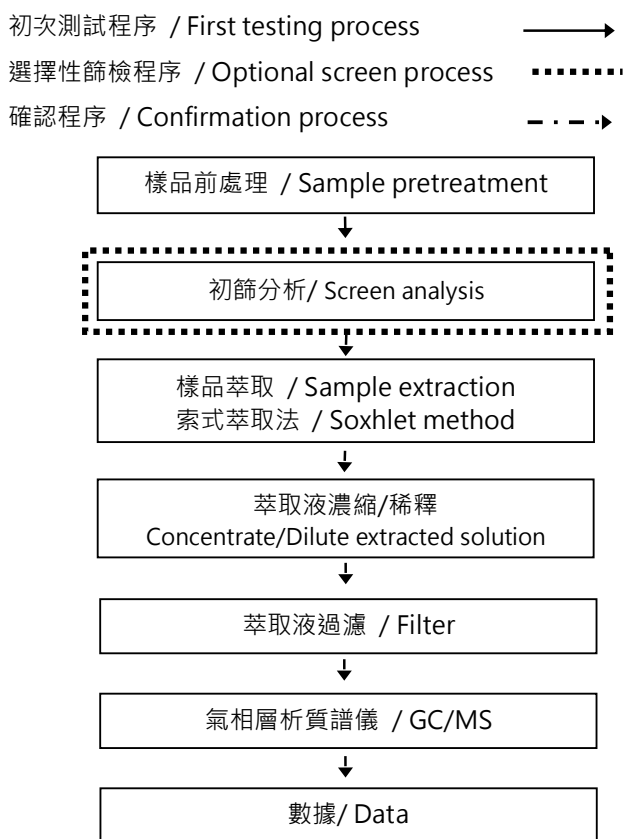 初次測試程序 / First testing process
選擇性篩檢程序 / Optional screen process
確認程序 / Confirmation process
樣品前處理 / Sample pretreatment
初篩分析/ Screen analysis
樣品萃取 / Sample extraction
索式萃取法 / Soxhlet method
萃取液濃縮/稀釋
Concentrate/Dilute extracted solution
萃取液過濾 / Filter
氣相層析質譜儀 / GC/MS
數據/ Data